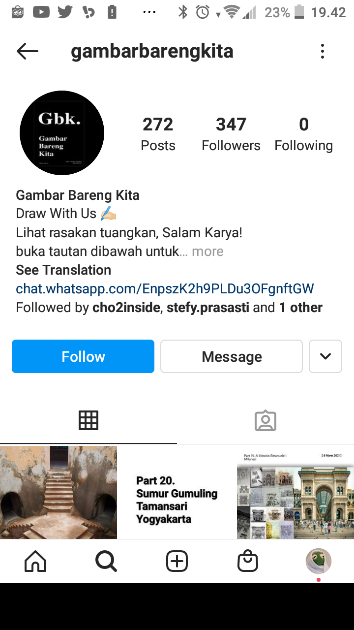 23% 19.42
gambarbarengkita
Gbk.
Gambar
Bareng
Kita
272 347 0
Posts Followers Following
Gambar Bareng Kita
Draw With Us ✍🏻
Lihat rasakan tuangkan, Salam Karya!
buka tautan dibawah untuk... more
See Translation
chat.whatsapp.com/EnpszK2h9PLDu3OFgnftGW
Followed by cho2inside, stefy.prasasti and 1 other
Follow Message
Part 20.
Sumur Gumuling
Tamansari
Yogyakarta